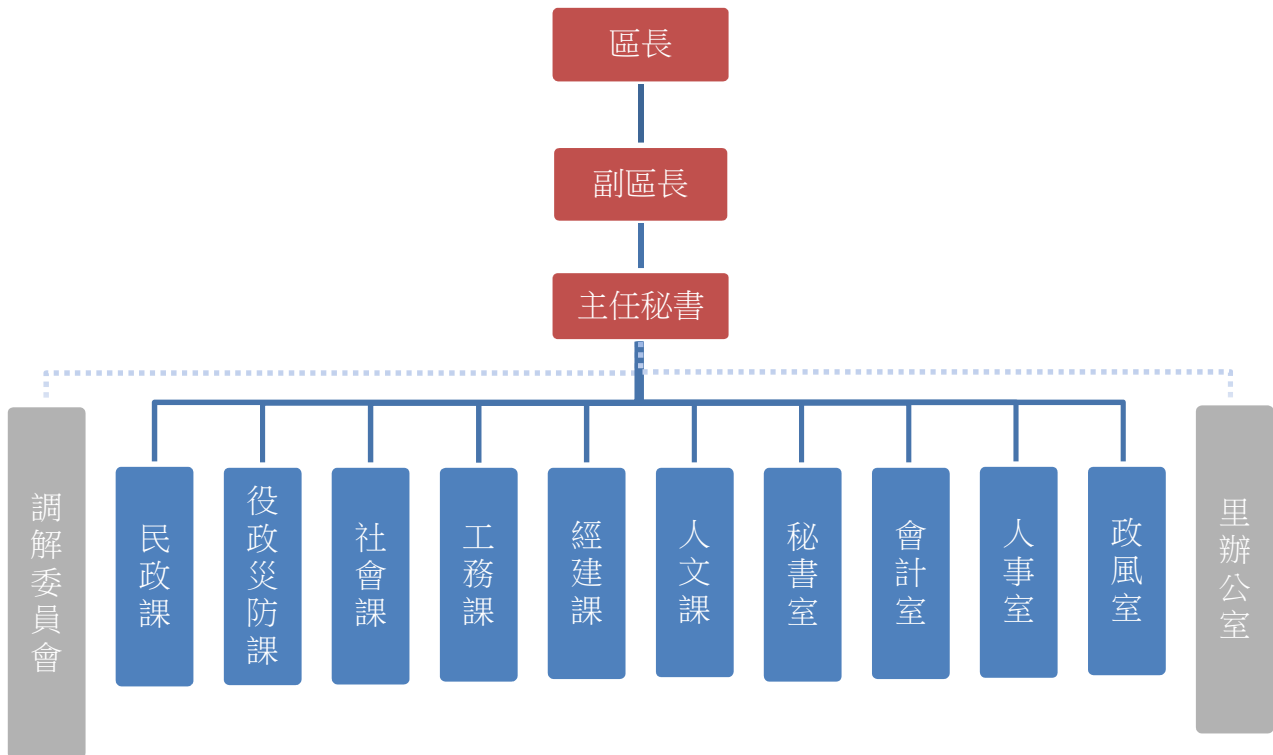 區長
副區長
主任秘書
調解委員會
民政課
役政災防課
社會課
工務課
經建課
人文課
秘書室
會計室
人事室
政風室
里辦公室